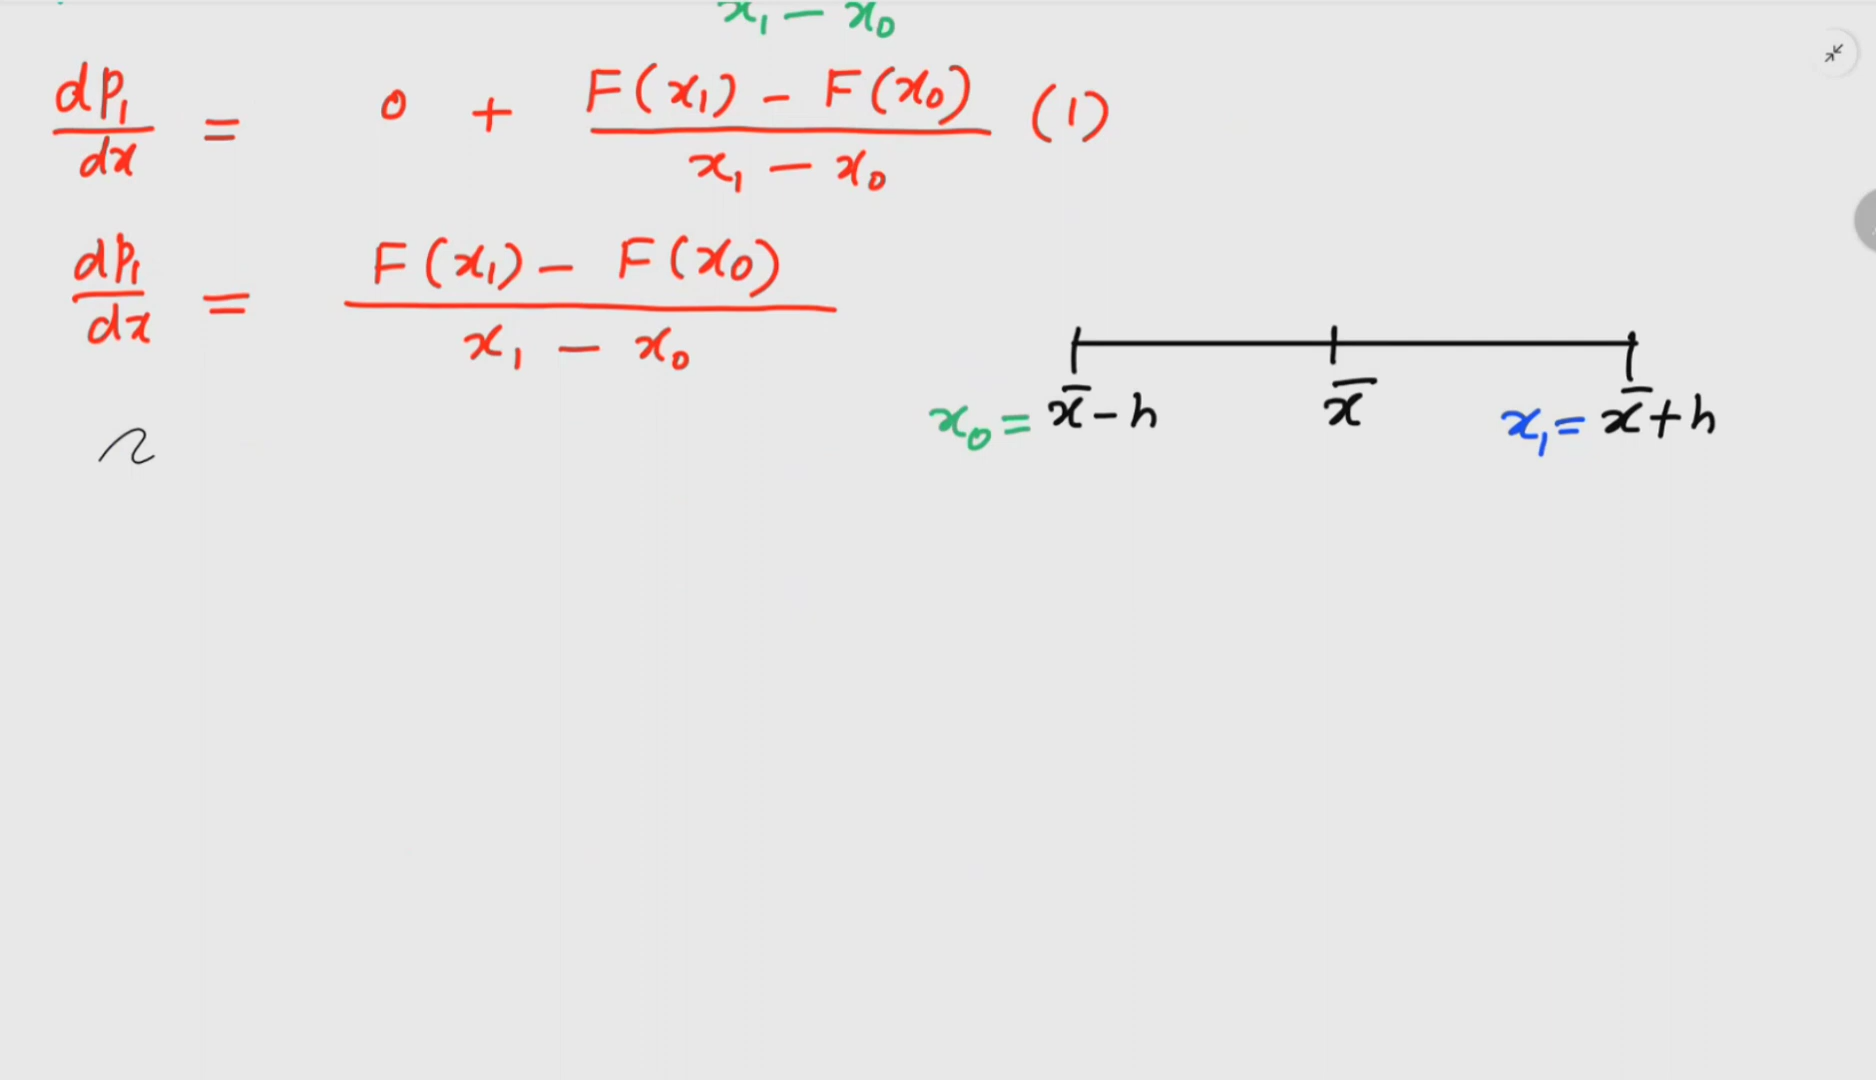 x₁ - x₀
dp₁/dx = 0 + (F(x₁) - F(x₀))/(x₁ - x₀) (1)
dp₁/dx = (F(x₁) - F(x₀))/(x₁ - x₀)
x₀ = x̄-h x̄ x₁ = x̄+h